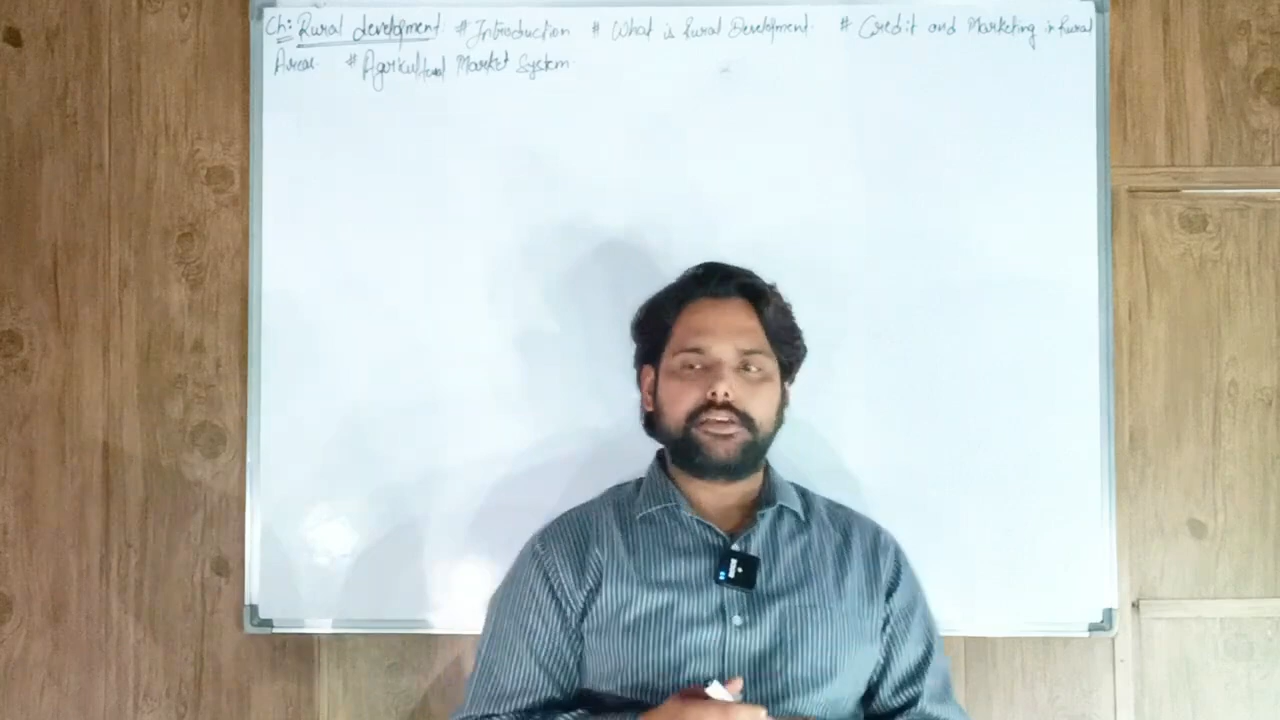 Ch: Rural development # Introduction # What is Rural Development. # Credit and Marketing in Rural
Areas. # Agricultural Market System.